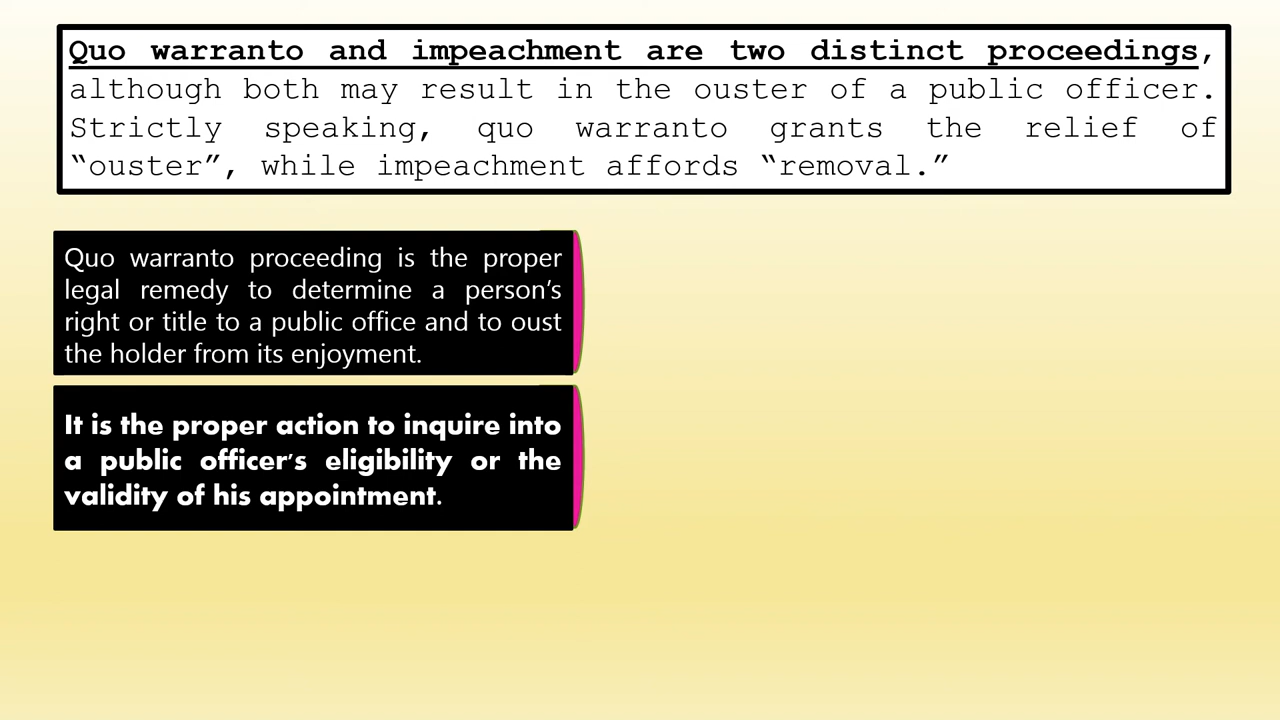 Quo warranto and impeachment are two distinct proceedings,
although both may result in the ouster of a public officer.
Strictly speaking, quo warranto grants the relief of
“ouster”, while impeachment affords “removal.”
Quo warranto proceeding is the proper
legal remedy to determine a person’s
right or title to a public office and to oust
the holder from its enjoyment.
It is the proper action to inquire into
a public officer's eligibility or the
validity of his appointment.